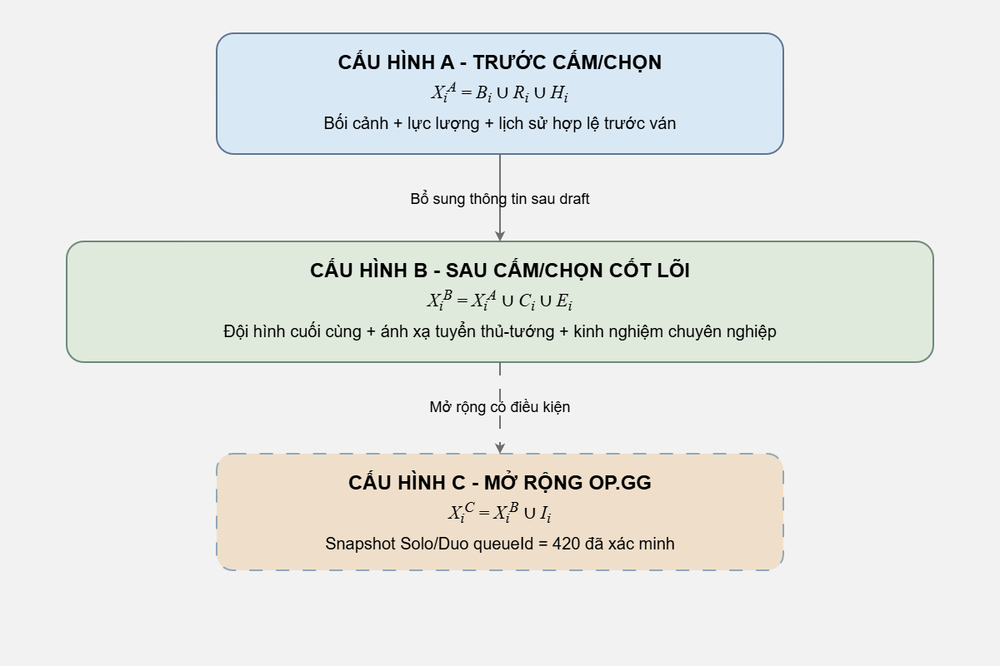 CẤU HÌNH A - TRƯỚC CẤM/CHỌN
X_i^A = B_i ∪ R_i ∪ H_i
Bối cảnh + lực lượng + lịch sử hợp lệ trước ván
Bổ sung thông tin sau draft
CẤU HÌNH B - SAU CẤM/CHỌN CỐT LÕI
X_i^B = X_i^A ∪ C_i ∪ E_i
Đội hình cuối cùng + ánh xạ tuyển thủ-tướng + kinh nghiệm chuyên nghiệp
Mở rộng có điều kiện
CẤU HÌNH C - MỞ RỘNG OP.GG
X_i^C = X_i^B ∪ I_i
Snapshot Solo/Duo queueId = 420 đã xác minh